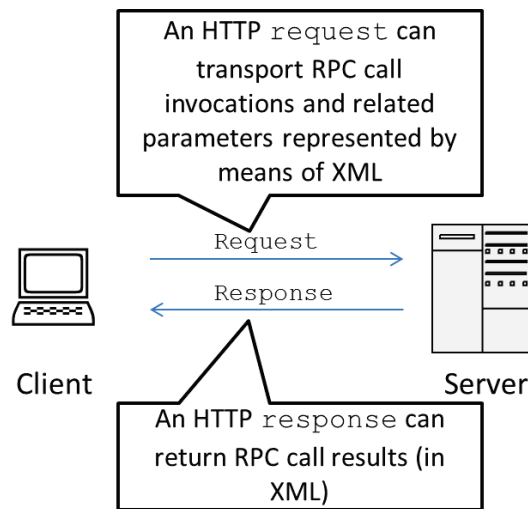 An HTTP request can
transport RPC call
invocations and related
parameters represented by
means of XML
Request
Response
Client
Server
An HTTP response can
return RPC call results (in
XML)